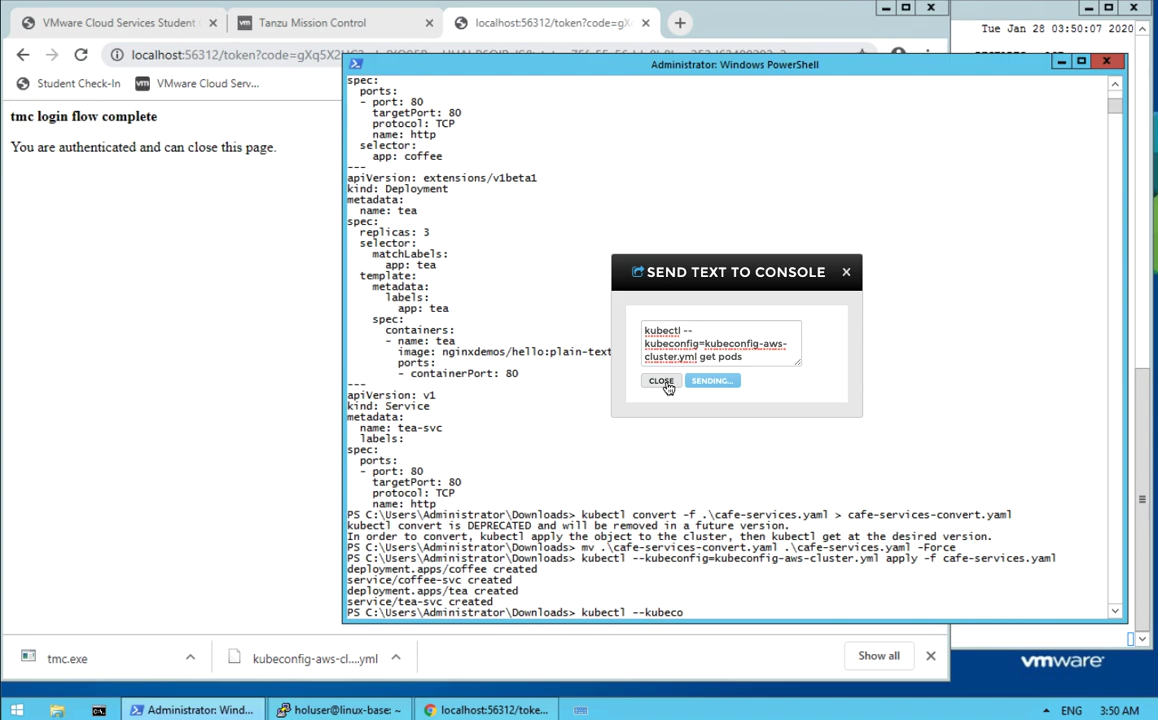 VMware Cloud Services Student
Tanzu Mission Control
localhost:56312/token?code=gX
Tue Jan 28 03:50:07 2020
Student Check-In
VMware Cloud Serv...
tmc login flow complete
You are authenticated and can close this page.
Administrator: Windows PowerShell
spec:
ports:
- port: 80
targetPort: 80
protocol: TCP
name: http
selector:
app: coffee
---
apiVersion: extensions/v1beta1
kind: Deployment
metadata:
name: tea
spec:
replicas: 3
selector:
matchLabels:
app: tea
template:
metadata:
labels:
app: tea
spec:
containers:
- name: tea
image: nginxdemos/hello:plain-text
ports:
- containerPort: 80
---
apiVersion: v1
kind: Service
metadata:
name: tea-svc
labels:
spec:
ports:
- port: 80
targetPort: 80
protocol: TCP
name: http
PS C:\Users\Administrator\Downloads> kubectl convert -f .\cafe-services.yaml > cafe-services-convert.yaml
kubectl convert is DEPRECATED and will be removed in a future version.
In order to convert, kubectl apply the object to the cluster, then kubectl get at the desired version.
PS C:\Users\Administrator\Downloads> mv .\cafe-services-convert.yaml .\cafe-services.yaml -Force
PS C:\Users\Administrator\Downloads> kubectl --kubeconfig=kubeconfig-aws-cluster.yml apply -f cafe-services.yaml
deployment.apps/coffee created
service/coffee-svc created
deployment.apps/tea created
service/tea-svc created
PS C:\Users\Administrator\Downloads> kubectl --kubeco
SEND TEXT TO CONSOLE
kubectl --
kubeconfig=kubeconfig-aws-
cluster.yml get pods
CLOSE
SENDING...
tmc.exe
kubeconfig-aws-cl....yml
Show all
vmware
Administrator: Wind...
holuser@linux-base: ~
localhost:56312/toke...
ENG
3:50 AM